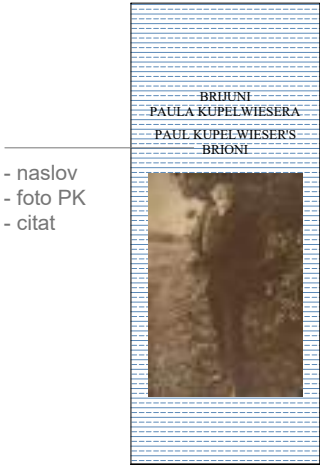 BRIJUNI
PAULA KUPELWIESERA
PAUL KUPELWIESER'S
BRIONI
- naslov
- foto PK
- citat